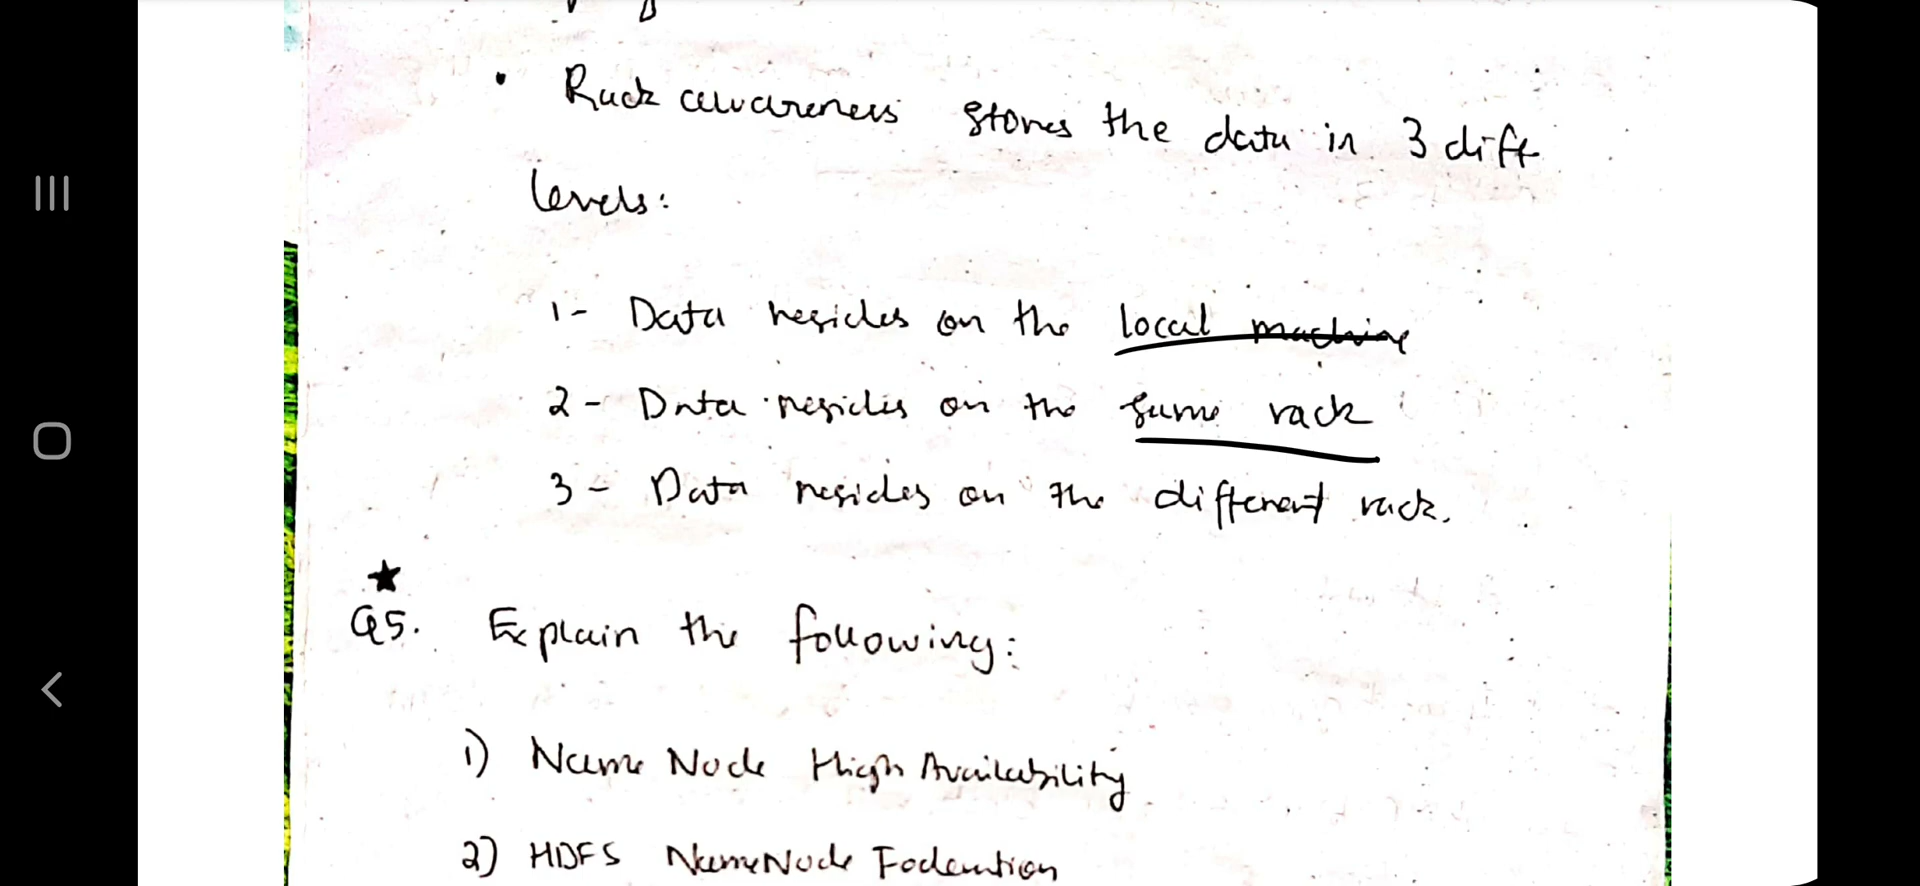 • Rack awareness stores the data in 3 diff
levels:
1- Data resides on the local machine
2- Data resides on the same rack
3- Data resides on the different rack.
★
Q5. Explain the following:
1) Name Node High Availability
2) HDFS NameNode Federation